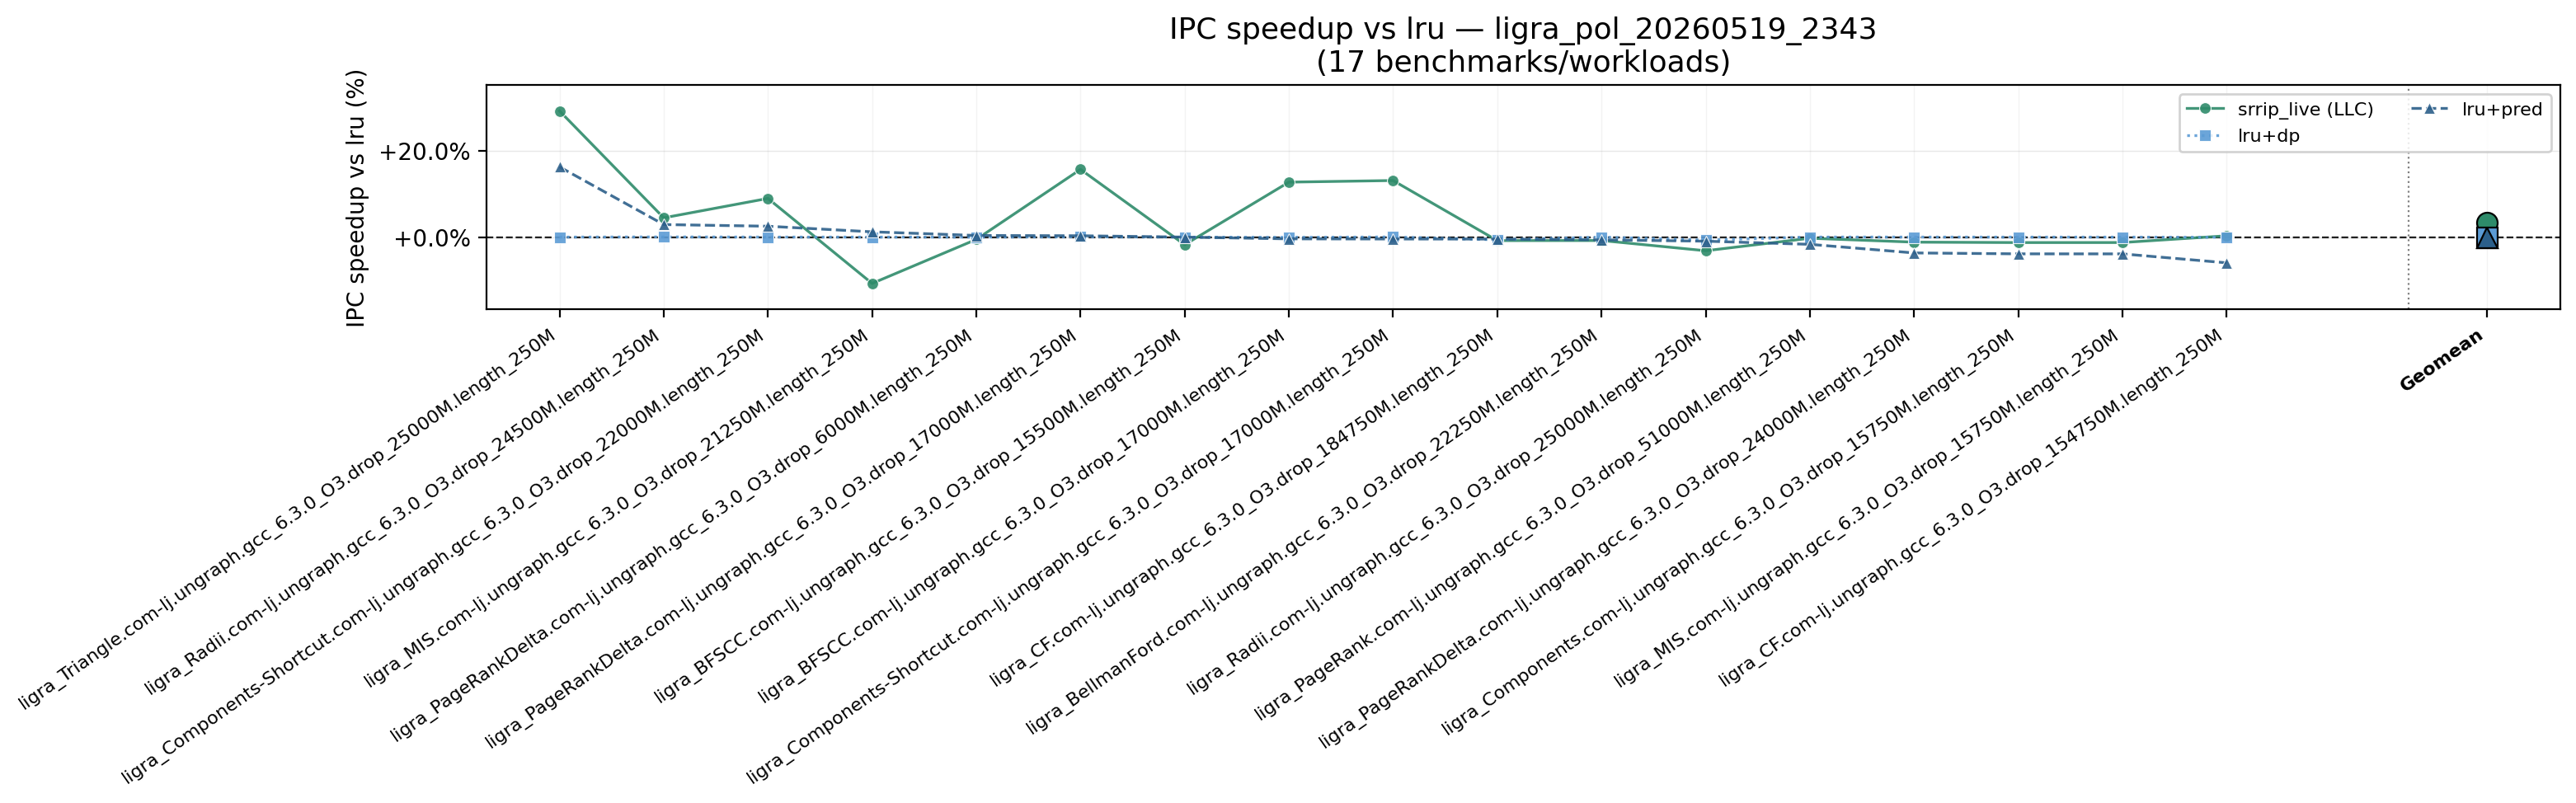 IPC speedup vs lru — ligra_pol_20260519_2343
(17 benchmarks/workloads)
IPC speedup vs lru (%)
+20.0%
+0.0%
srrip_live (LLC)
lru+dp
lru+pred
ligra_Triangle.com-lj.ungraph.gcc_6.3.0_O3.drop_25000M.length_250M
ligra_Radii.com-lj.ungraph.gcc_6.3.0_O3.drop_24500M.length_250M
ligra_Components-Shortcut.com-lj.ungraph.gcc_6.3.0_O3.drop_22000M.length_250M
ligra_MIS.com-lj.ungraph.gcc_6.3.0_O3.drop_21250M.length_250M
ligra_PageRankDelta.com-lj.ungraph.gcc_6.3.0_O3.drop_6000M.length_250M
ligra_PageRankDelta.com-lj.ungraph.gcc_6.3.0_O3.drop_17000M.length_250M
ligra_BFSCC.com-lj.ungraph.gcc_6.3.0_O3.drop_15500M.length_250M
ligra_BFSCC.com-lj.ungraph.gcc_6.3.0_O3.drop_17000M.length_250M
ligra_Components-Shortcut.com-lj.ungraph.gcc_6.3.0_O3.drop_17000M.length_250M
ligra_CF.com-lj.ungraph.gcc_6.3.0_O3.drop_184750M.length_250M
ligra_BellmanFord.com-lj.ungraph.gcc_6.3.0_O3.drop_22250M.length_250M
ligra_Radii.com-lj.ungraph.gcc_6.3.0_O3.drop_25000M.length_250M
ligra_PageRank.com-lj.ungraph.gcc_6.3.0_O3.drop_51000M.length_250M
ligra_PageRankDelta.com-lj.ungraph.gcc_6.3.0_O3.drop_24000M.length_250M
ligra_Components.com-lj.ungraph.gcc_6.3.0_O3.drop_15750M.length_250M
ligra_MIS.com-lj.ungraph.gcc_6.3.0_O3.drop_15750M.length_250M
ligra_CF.com-lj.ungraph.gcc_6.3.0_O3.drop_154750M.length_250M
Geomean